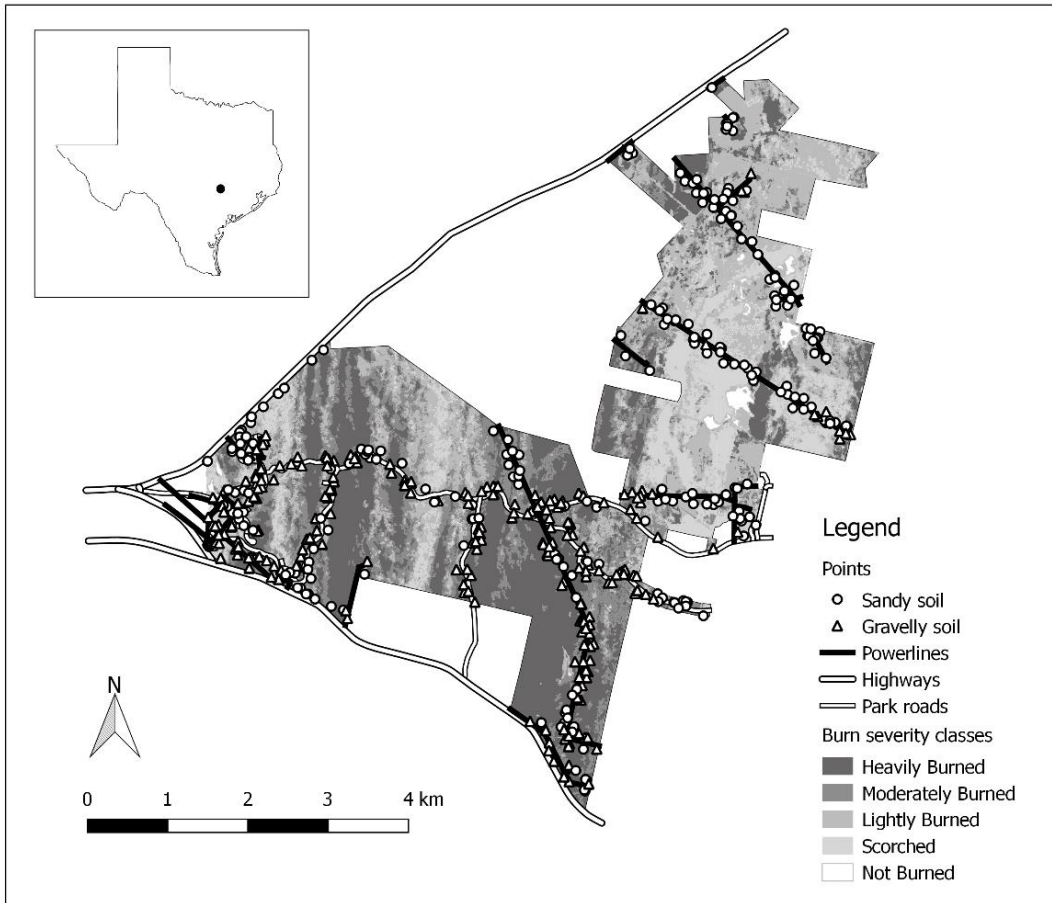 N
0 1 2 3 4 km
Legend
Points
Sandy soil
Gravelly soil
Powerlines
Highways
Park roads
Burn severity classes
Heavily Burned
Moderately Burned
Lightly Burned
Scorched
Not Burned